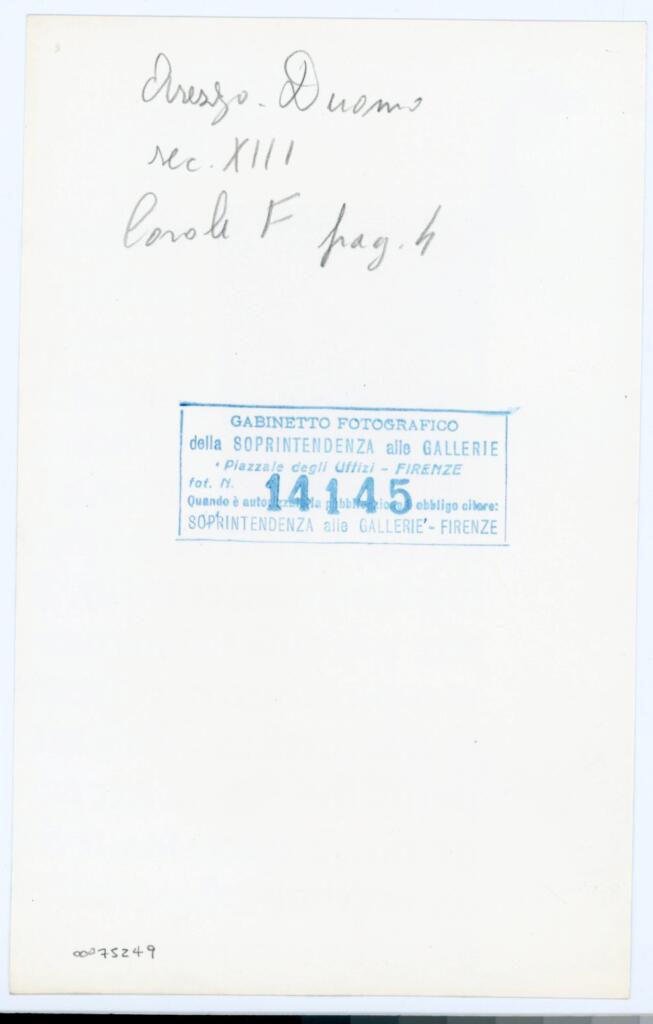 Arezzo - Duomo
sec. XIII
Corale F pag. 4
GABINETTO FOTOGRAFICO
della SOPRINTENDENZA alle GALLERIE
Piazzale degli Uffizi - FIRENZE
fot. N. 14145
Quando è autorizzata la pubblicazione è obbligo citare:
SOPRINTENDENZA alle GALLERIE - FIRENZE
00075249